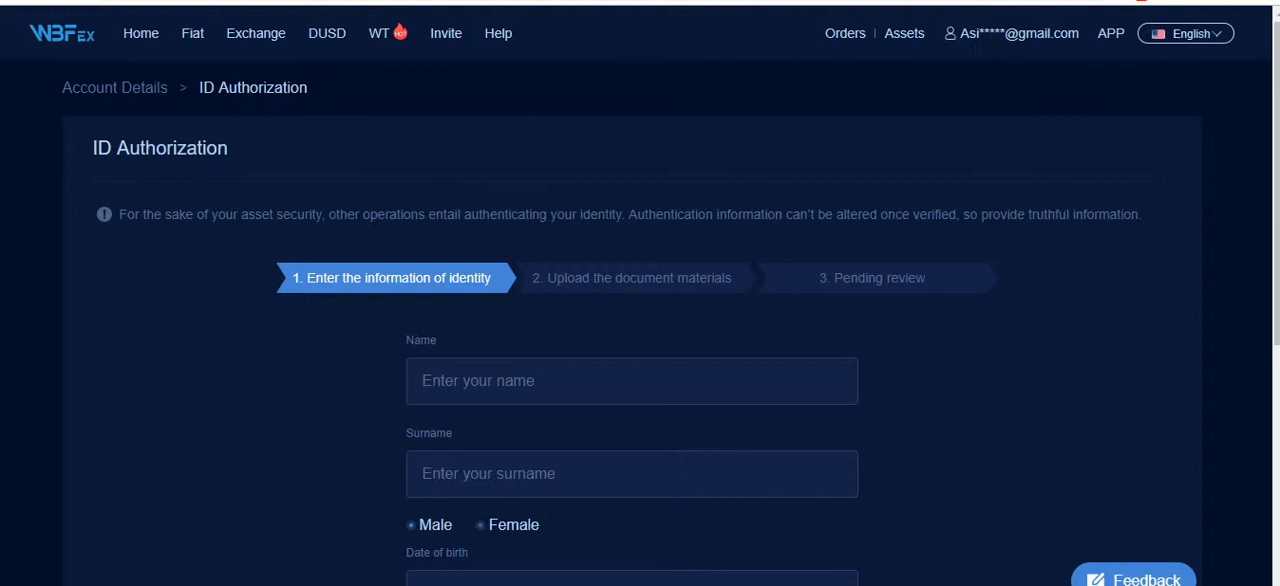 WBFEX Home Fiat Exchange DUSD WT HOT Invite Help Orders Assets Asi*****@gmail.com APP English
Account Details > ID Authorization
ID Authorization
For the sake of your asset security, other operations entail authenticating your identity. Authentication information can't be altered once verified, so provide truthful information.
1. Enter the information of identity 2. Upload the document materials 3. Pending review
Name
Enter your name
Surname
Enter your surname
Male Female
Date of birth
Feedback